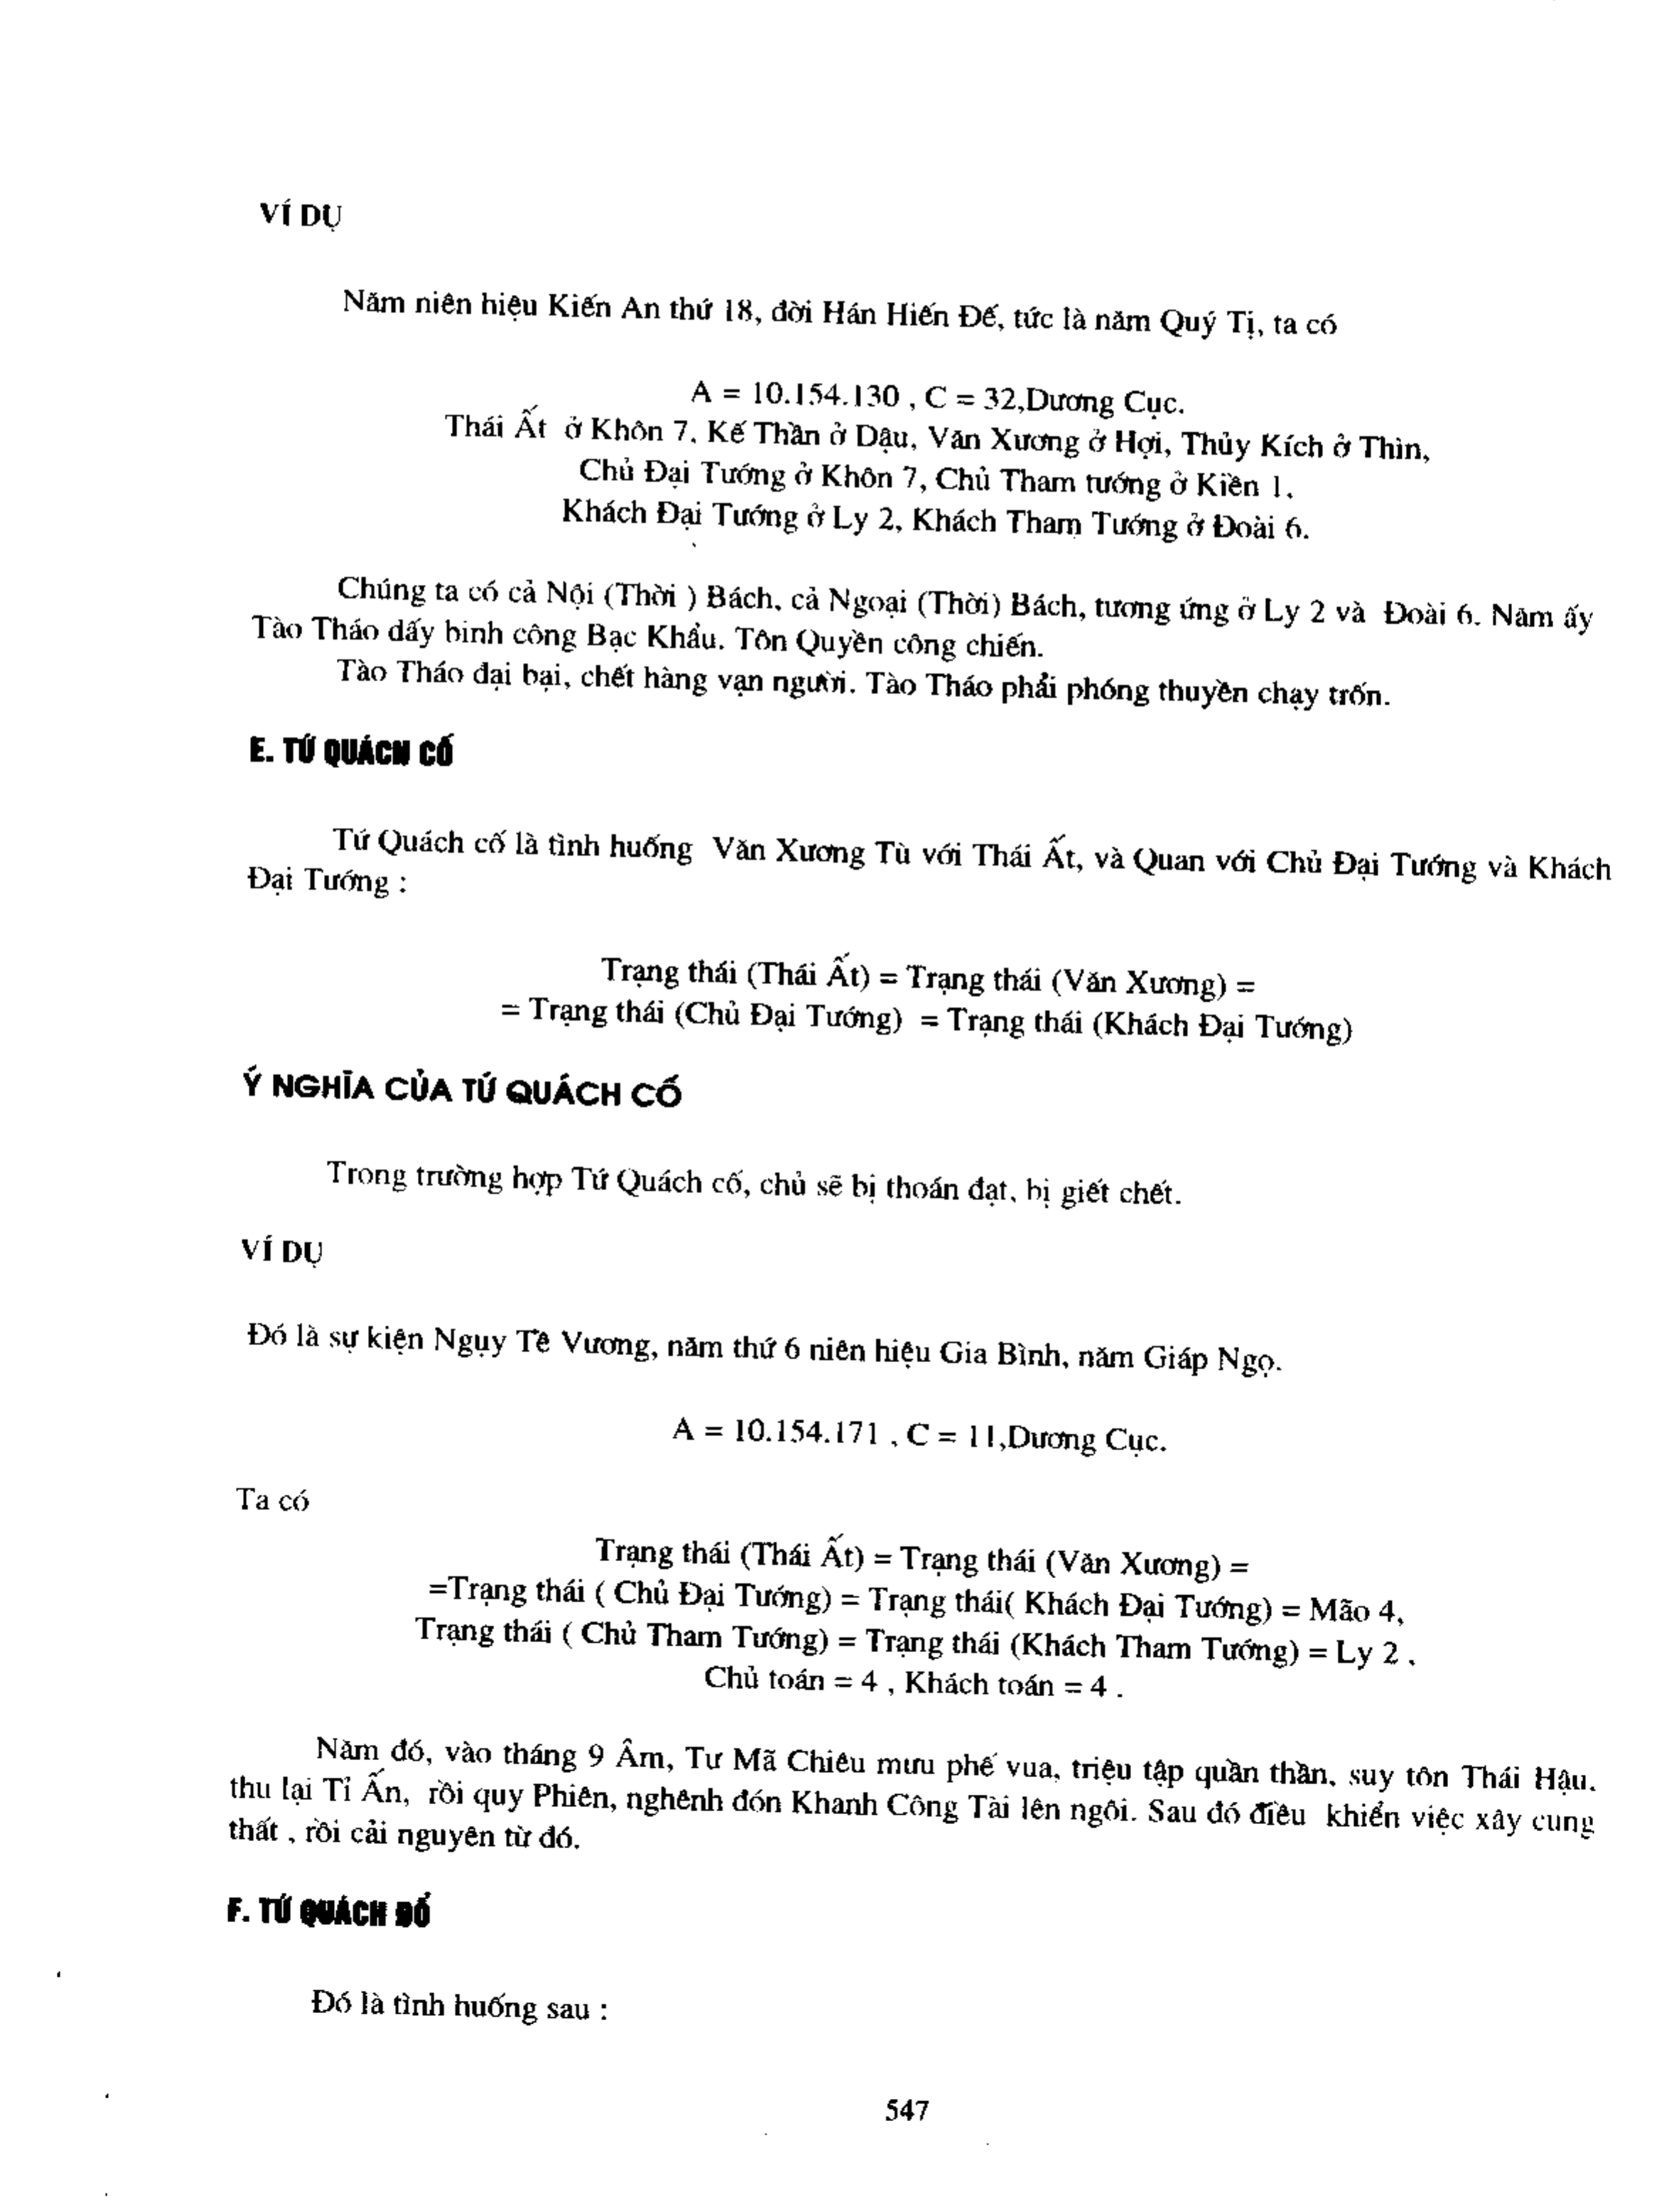 VÍ DỤ
Năm niên hiệu Kiến An thứ 18, đời Hán Hiến Đế, tức là năm Quý Tị, ta có
A = 10.154.130 , C = 32,Dương Cục.
Thái Ất ở Khôn 7, Kế Thần ở Dậu, Văn Xương ở Hợi, Thủy Kích ở Thìn,
Chủ Đại Tướng ở Khôn 7, Chủ Tham tướng ở Kiền 1,
Khách Đại Tướng ở Ly 2, Khách Tham Tướng ở Đoài 6.
Chúng ta có cả Nội (Thời ) Bách, cả Ngoại (Thời) Bách, tương ứng ở Ly 2 và Đoài 6. Năm ấy
Tào Tháo dấy binh công Bạc Khẩu. Tôn Quyền công chiến.
Tào Tháo đại bại, chết hàng vạn người. Tào Tháo phải phóng thuyền chạy trốn.
E. TỨ QUÁCH CỐ
Tứ Quách cố là tình huống Văn Xương Tù với Thái Ất, và Quan với Chủ Đại Tướng và Khách
Đại Tướng :
Trạng thái (Thái Ất) = Trạng thái (Văn Xương) =
= Trạng thái (Chủ Đại Tướng) = Trạng thái (Khách Đại Tướng)
Ý NGHĨA CỦA TỨ QUÁCH CỐ
Trong trường hợp Tứ Quách cố, chủ sẽ bị thoán đạt, bị giết chết.
VÍ DỤ
Đó là sự kiện Ngụy Tê Vương, năm thứ 6 niên hiệu Gia Bình, năm Giáp Ngọ.
A = 10.154.171 , C = 11,Dương Cục.
Ta có
Trạng thái (Thái Ất) = Trạng thái (Văn Xương) =
=Trạng thái ( Chủ Đại Tướng) = Trạng thái( Khách Đại Tướng) = Mão 4,
Trạng thái ( Chủ Tham Tướng) = Trạng thái (Khách Tham Tướng) = Ly 2 .
Chủ toán = 4 , Khách toán = 4 .
Năm đó, vào tháng 9 Âm, Tư Mã Chiêu mưu phế vua, triệu tập quần thần, suy tôn Thái Hậu.
thu lại Tỉ Ấn, rồi quy Phiên, nghênh đón Khanh Công Tài lên ngôi. Sau đó điều khiển việc xây cung
thất , rồi cải nguyên từ đó.
F. TỨ QUÁCH ĐỔ
Đó là tình huống sau :
547